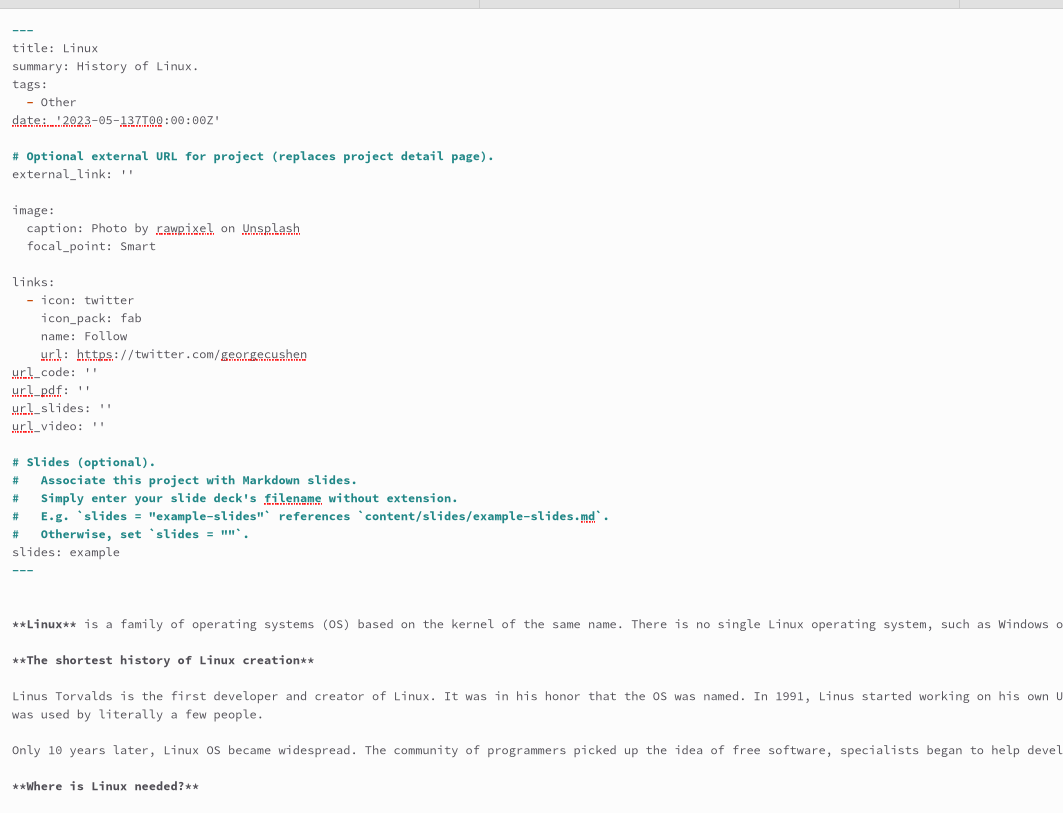 ---
title: Linux
summary: History of Linux.
tags:
  - Other
date: '2023-05-137T00:00:00Z'
# Optional external URL for project (replaces project detail page).
external_link: ''
image:
  caption: Photo by rawpixel on Unsplash
  focal_point: Smart
links:
  - icon: twitter
    icon_pack: fab
    name: Follow
    url: https://twitter.com/georgecushen
url_code: ''
url_pdf: ''
url_slides: ''
url_video: ''
# Slides (optional).
#   Associate this project with Markdown slides.
#   Simply enter your slide deck's filename without extension.
#   E.g. `slides = "example-slides"` references `content/slides/example-slides.md`.
#   Otherwise, set `slides = ""`.
slides: example
---
**Linux** is a family of operating systems (OS) based on the kernel of the same name. There is no single Linux operating system, such as Windows o
**The shortest history of Linux creation**
Linus Torvalds is the first developer and creator of Linux. It was in his honor that the OS was named. In 1991, Linus started working on his own U
was used by literally a few people.
Only 10 years later, Linux OS became widespread. The community of programmers picked up the idea of free software, specialists began to help devel
**Where is Linux needed?**